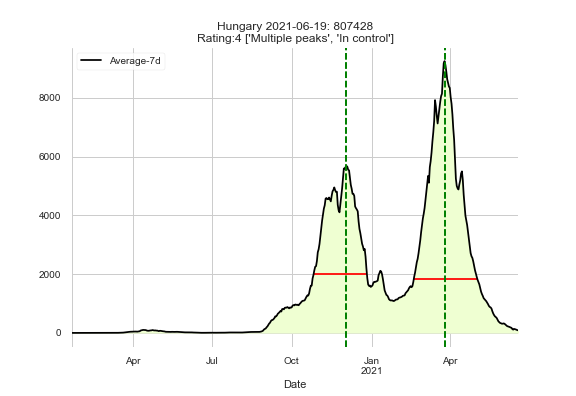 Hungary 2021-06-19: 807428
Rating:4 ['Multiple peaks', 'In control']
Average-7d
8000
6000
4000
2000
0
Apr
Jul
Oct
Jan
2021
Apr
Date